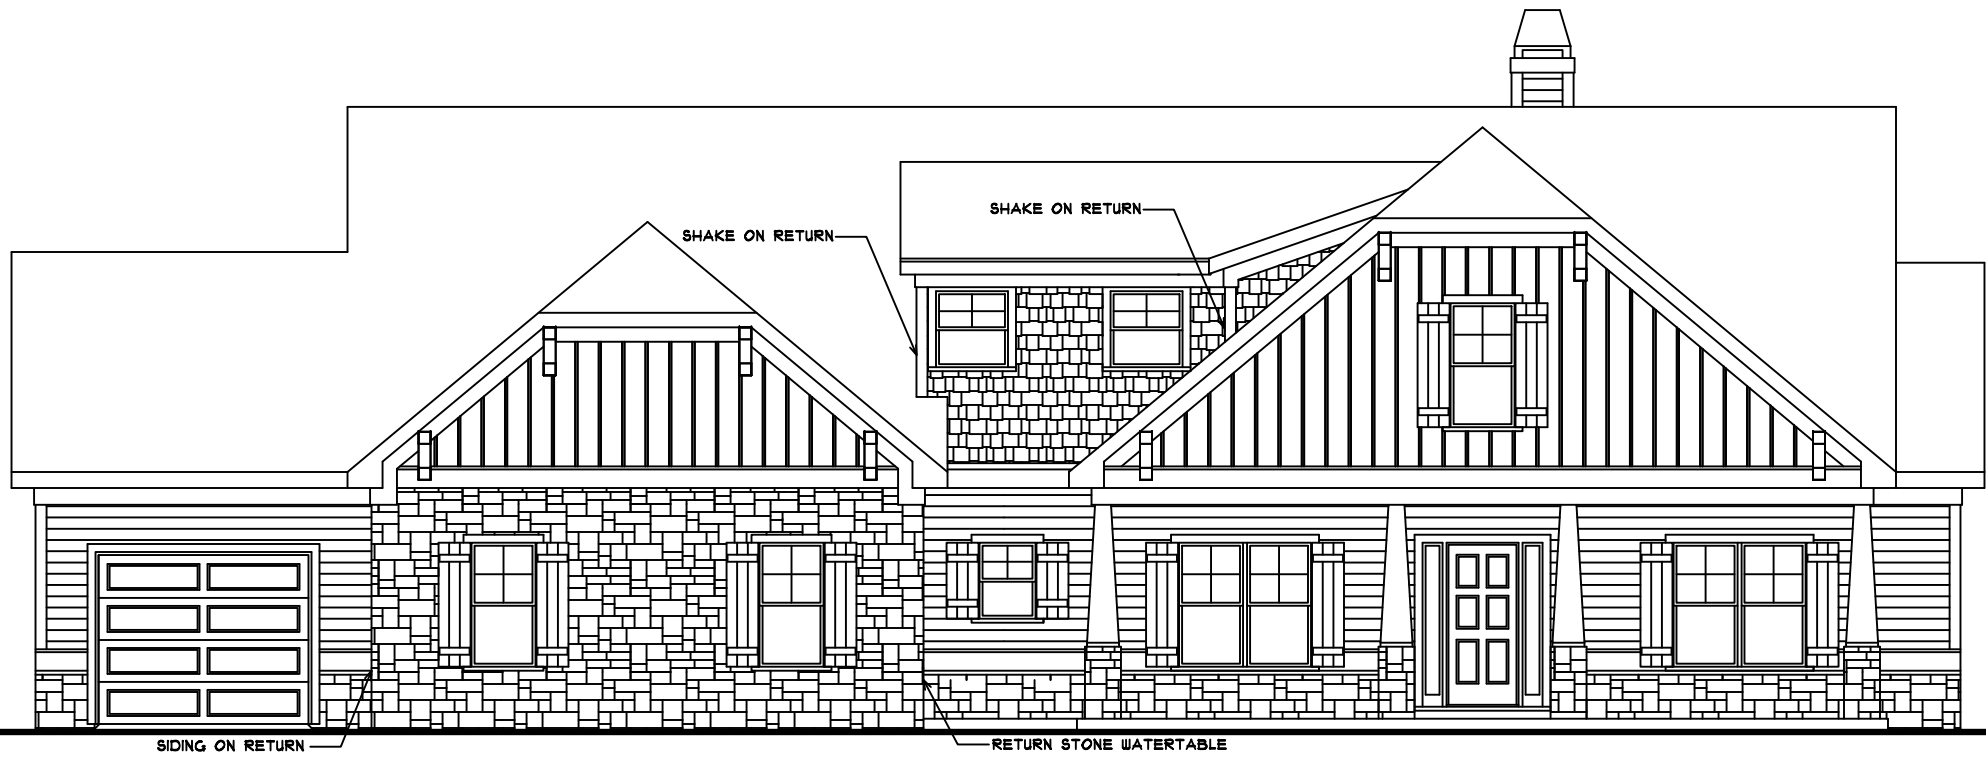 SHAKE ON RETURN
SHAKE ON RETURN
SIDING ON RETURN
RETURN STONE WATERTABLE